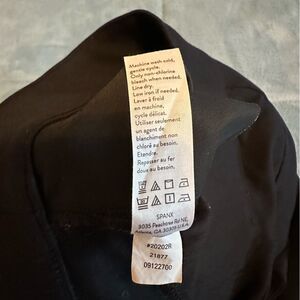 Machine wash cold,
gentle cycle.
Only non-chlorine
bleach when needed.
Line dry.
Low iron if needed.
Laver à froid
en machine,
cycle délicat.
Utiliser seulement
un agent de
blanchiment non
chloré au besoin.
Étendre.
Repasser au fer
doux au besoin.
SPANX
3035 Peachtree Rd NE,
Atlanta, GA 30305 U.S.A
#20202R
21877
09122700